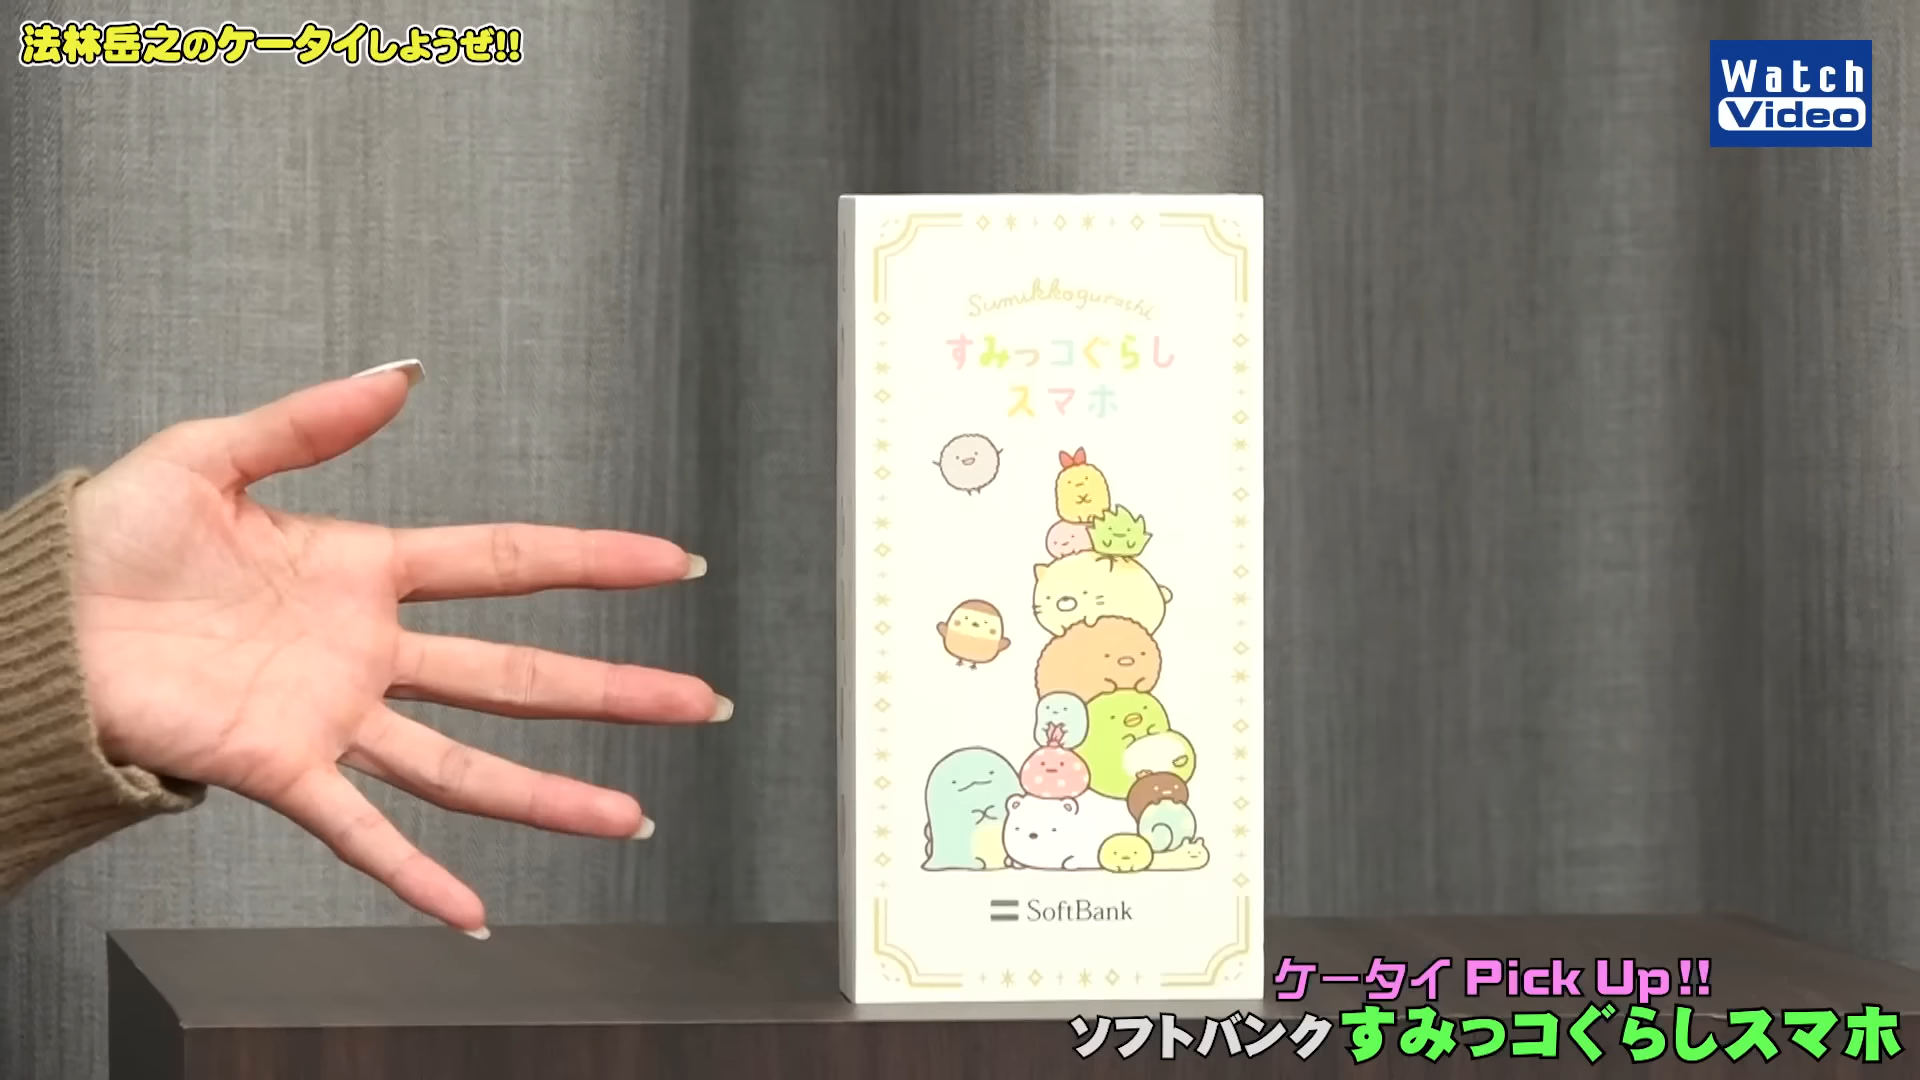 法林岳之のケータイしようぜ!!
Watch
Video
Sumikkogurashi
すみっコぐらし
スマホ
SoftBank
ケータイ Pick Up!!
ソフトバンク すみっコぐらしスマホ